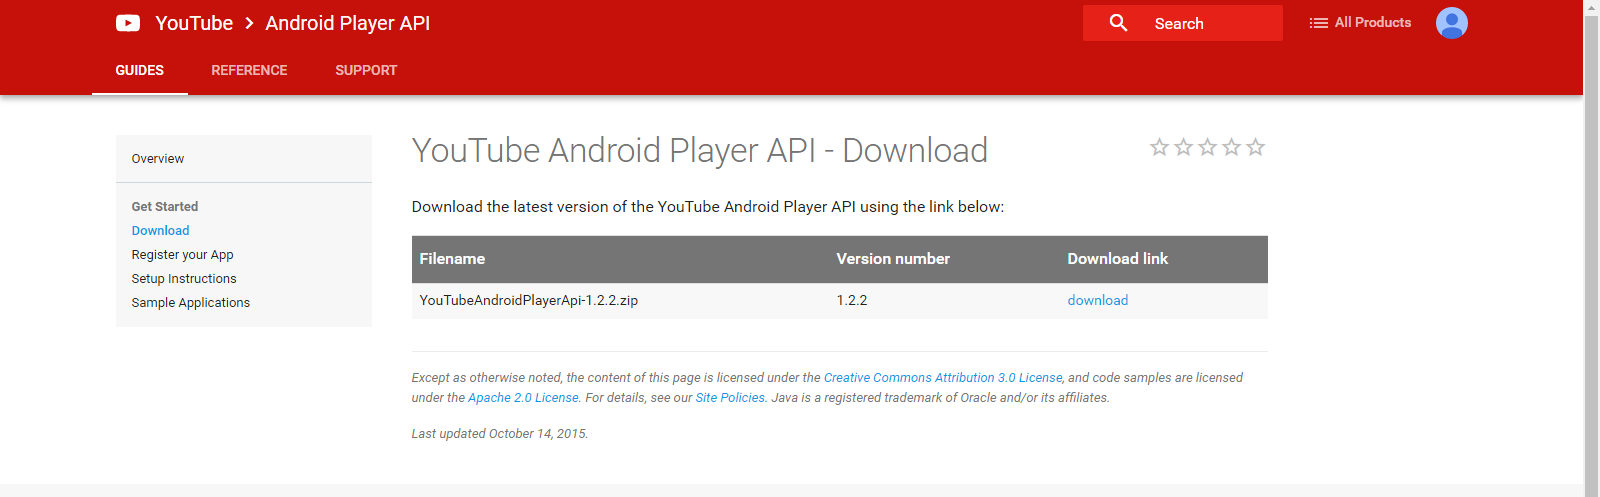 YouTube > Android Player API
Search
All Products
GUIDES REFERENCE SUPPORT
Overview
Get Started
Download
Register your App
Setup Instructions
Sample Applications
YouTube Android Player API - Download
Download the latest version of the YouTube Android Player API using the link below:
Filename Version number Download link
YouTubeAndroidPlayerApi-1.2.2.zip 1.2.2 download
Except as otherwise noted, the content of this page is licensed under the Creative Commons Attribution 3.0 License, and code samples are licensed
under the Apache 2.0 License. For details, see our Site Policies. Java is a registered trademark of Oracle and/or its affiliates.
Last updated October 14, 2015.